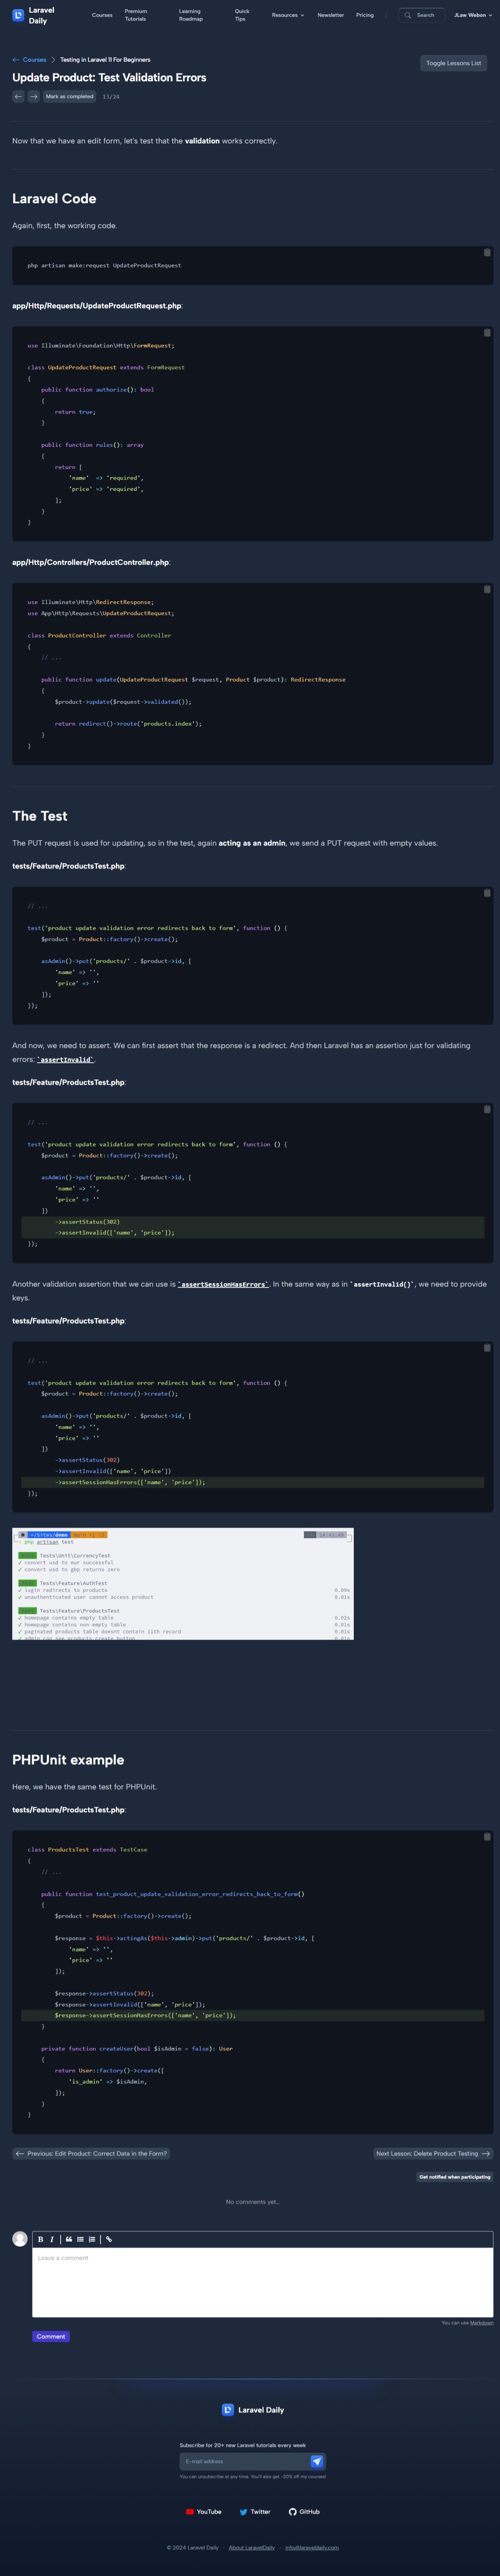 Laravel Daily
Courses
Premium Tutorials
Learning Roadmap
Quick Tips
Resources
Newsletter
Pricing
Search
JLaw Webon
← Courses > Testing in Laravel 11 For Beginners
Toggle Lessons List
Update Product: Test Validation Errors
← → Mark as completed 13/24
Now that we have an edit form, let's test that the validation works correctly.
Laravel Code
Again, first, the working code.
php artisan make:request UpdateProductRequest
app/Http/Requests/UpdateProductRequest.php:
use Illuminate\Foundation\Http\FormRequest;
class UpdateProductRequest extends FormRequest
{
    public function authorize(): bool
    {
        return true;
    }
    public function rules(): array
    {
        return [
            'name'  => 'required',
            'price' => 'required',
        ];
    }
}
app/Http/Controllers/ProductController.php:
use Illuminate\Http\RedirectResponse;
use App\Http\Requests\UpdateProductRequest;
class ProductController extends Controller
{
    // ...
    public function update(UpdateProductRequest $request, Product $product): RedirectResponse
    {
        $product->update($request->validated());
        return redirect()->route('products.index');
    }
}
The Test
The PUT request is used for updating, so in the test, again acting as an admin, we send a PUT request with empty values.
tests/Feature/ProductsTest.php:
// ...
test('product update validation error redirects back to form', function () {
    $product = Product::factory()->create();
    asAdmin()->put('products/' . $product->id, [
        'name' => '',
        'price' => ''
    ]);
});
And now, we need to assert. We can first assert that the response is a redirect. And then Laravel has an assertion just for validating
errors: `assertInvalid`.
tests/Feature/ProductsTest.php:
// ...
test('product update validation error redirects back to form', function () {
    $product = Product::factory()->create();
    asAdmin()->put('products/' . $product->id, [
        'name' => '',
        'price' => ''
    ])
        ->assertStatus(302)
        ->assertInvalid(['name', 'price']);
});
Another validation assertion that we can use is `assertSessionHasErrors`. In the same way as in `assertInvalid()`, we need to provide
keys.
tests/Feature/ProductsTest.php:
// ...
test('product update validation error redirects back to form', function () {
    $product = Product::factory()->create();
    asAdmin()->put('products/' . $product->id, [
        'name' => '',
        'price' => ''
    ])
        ->assertStatus(302)
        ->assertInvalid(['name', 'price'])
        ->assertSessionHasErrors(['name', 'price']);
});
~/Sites/demo
php artisan test
Tests\Unit\CurrencyTest
✓ convert usd to eur successful
✓ convert usd to gbp returns zero
Tests\Feature\AuthTest
✓ login redirects to products
✓ unauthenticated user cannot access product 0.01s
Tests\Feature\ProductsTest
✓ homepage contains empty table 0.02s
✓ homepage contains non empty table 0.01s
✓ paginated products table doesnt contain 11th record 0.01s
✓ admin can see products create button
PHPUnit example
Here, we have the same test for PHPUnit.
tests/Feature/ProductsTest.php:
class ProductsTest extends TestCase
{
    // ...
    public function test_product_update_validation_error_redirects_back_to_form()
    {
        $product = Product::factory()->create();
        $response = $this->actingAs($this->admin)->put('products/' . $product->id, [
            'name' => '',
            'price' => ''
        ]);
        $response->assertStatus(302);
        $response->assertInvalid(['name', 'price']);
        $response->assertSessionHasErrors(['name', 'price']);
    }
    private function createUser(bool $isAdmin = false): User
    {
        return User::factory()->create([
            'is_admin' => $isAdmin,
        ]);
    }
}
← Previous: Edit Product: Correct Data in the Form?
Next Lesson: Delete Product Testing →
Get notified when participating
No comments yet…
B I
Leave a comment
You can use Markdown
Comment
Laravel Daily
Subscribe for 20+ new Laravel tutorials every week
E-mail address
You can unsubscribe at any time. You'll also get -20% off my courses!
YouTube
Twitter
GitHub
© 2024 Laravel Daily · About LaravelDaily · info@laraveldaily.com